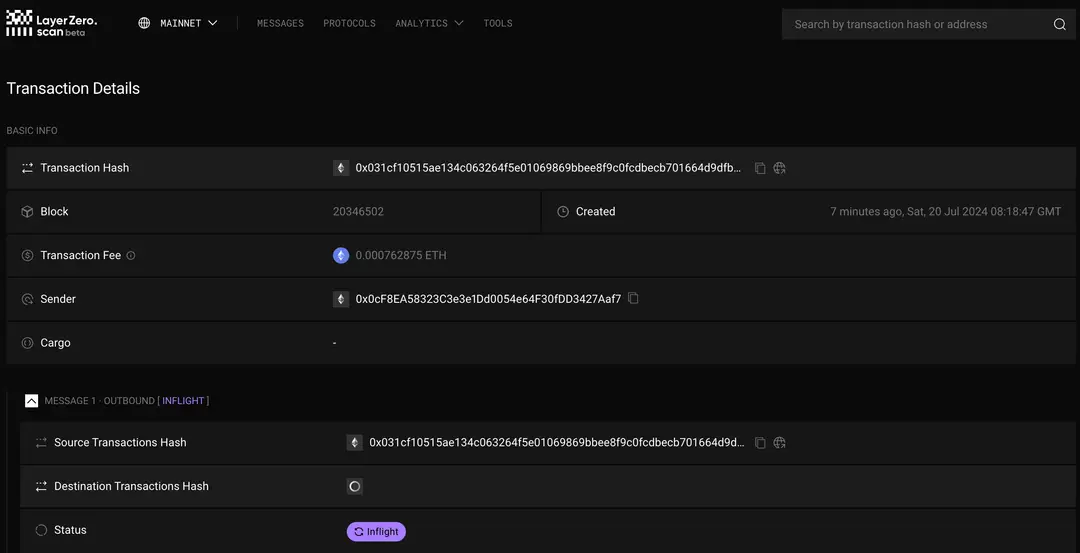 LayerZero.
scan beta
MAINNET
MESSAGES PROTOCOLS ANALYTICS TOOLS
Search by transaction hash or address
Transaction Details
BASIC INFO
Transaction Hash 0x031cf10515ae134c063264f5e01069869bbee8f9c0fcdbecb701664d9dfb...
Block 20346502 Created 7 minutes ago, Sat, 20 Jul 2024 08:18:47 GMT
Transaction Fee 0.000762875 ETH
Sender 0x0cF8EA58323C3e3e1Dd0054e64F30fDD3427Aaf7
Cargo -
MESSAGE 1 · OUTBOUND [ INFLIGHT ]
Source Transactions Hash 0x031cf10515ae134c063264f5e01069869bbee8f9c0fcdbecb701664d9d...
Destination Transactions Hash
Status Inflight